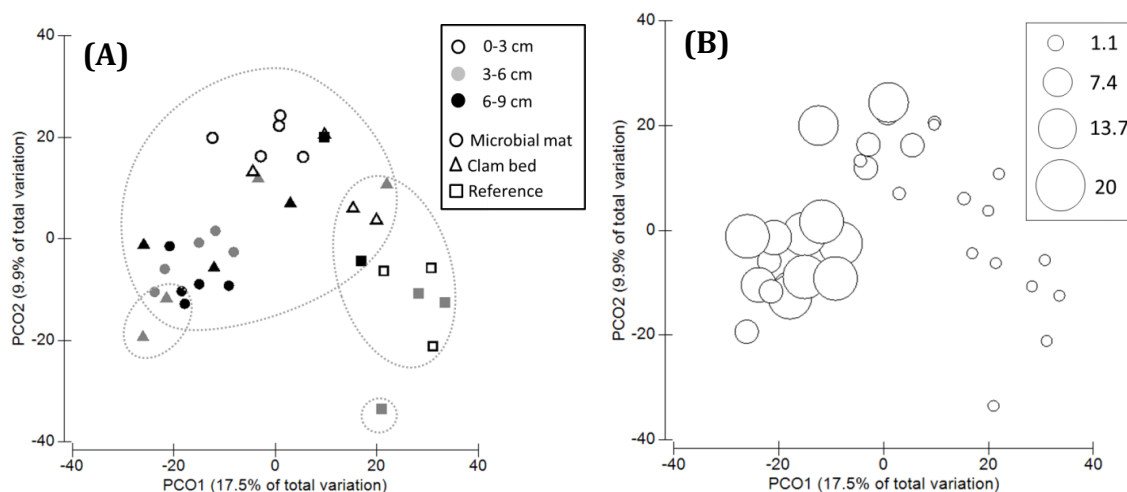 (A)
40
20
0
-20
-40
-40
-20
0
20
40
PCO2 (9.9% of total variation)
PCO1 (17.5% of total variation)
0-3 cm
3-6 cm
6-9 cm
Microbial mat
Clam bed
Reference
(B)
40
20
0
-20
-40
-40
-20
0
20
40
PCO2 (9.9% of total variation)
PCO1 (17.5% of total variation)
1.1
7.4
13.7
20